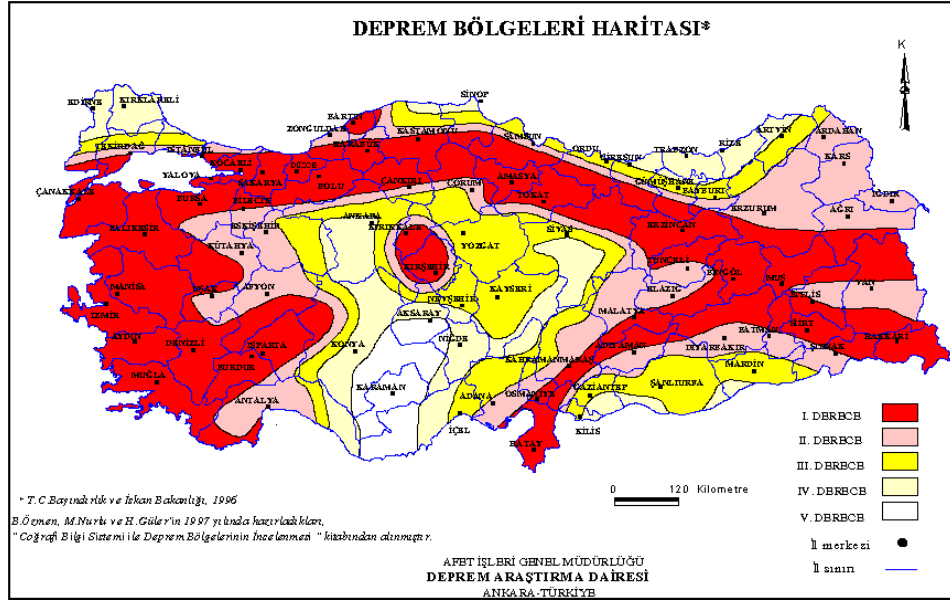 DEPREM BÖLGELERİ HARİTASI*
K
SİNOP
EDİRNE
KIRKLARELİ
BARTIN
ZONGULDAK
KASTAMONU
KARABÜK
SAMSUN
ORDU
GİRESUN
TRABZON
RİZE
ARTVİN
ARDAHAN
TEKİRDAĞ
İSTANBUL
KOCAELİ
YALOVA
SAKARYA
DÜZCE
BOLU
ÇANKIRI
ÇORUM
AMASYA
TOKAT
GÜMÜŞHANE
BAYBURT
KARS
ÇANAKKALE
BURSA
BİLECİK
ERZURUM
AĞRI
IĞDIR
BALIKESİR
ESKİŞEHİR
ANKARA
KIRIKKALE
YOZGAT
SİVAS
ERZİNCAN
KÜTAHYA
KIRŞEHİR
TUNCELİ
BİNGÖL
MUŞ
VAN
MANİSA
UŞAK
AFYON
NEVŞEHİR
KAYSERİ
ELAZIĞ
BİTLİS
İZMİR
AKSARAY
MALATYA
AYDIN
DENİZLİ
ISPARTA
KONYA
NİĞDE
BATMAN
SİİRT
HAKKARİ
BURDUR
KAHRAMANMARAŞ
ADIYAMAN
DİYARBAKIR
ŞIRNAK
MUĞLA
KARAMAN
GAZİANTEP
ŞANLIURFA
MARDİN
ANTALYA
ADANA
OSMANİYE
İÇEL
KİLİS
HATAY
I. DERECE
II. DERECE
III. DERECE
IV. DERECE
V. DERECE
İl merkezi
İl sınırı
0 120 Kilometre
* T.C.Bayındırlık ve İskan Bakanlığı, 1996
B.Özmen, M.Nurlu ve H.Güler'in 1997 yılında hazırladıkları,
" Coğrafi Bilgi Sistemi ile Deprem Bölgelerinin İncelenmesi " kitabından alınmıştır.
AFET İŞLERİ GENEL MÜDÜRLÜĞÜ
DEPREM ARAŞTIRMA DAİRESİ
ANKARA-TÜRKİYE